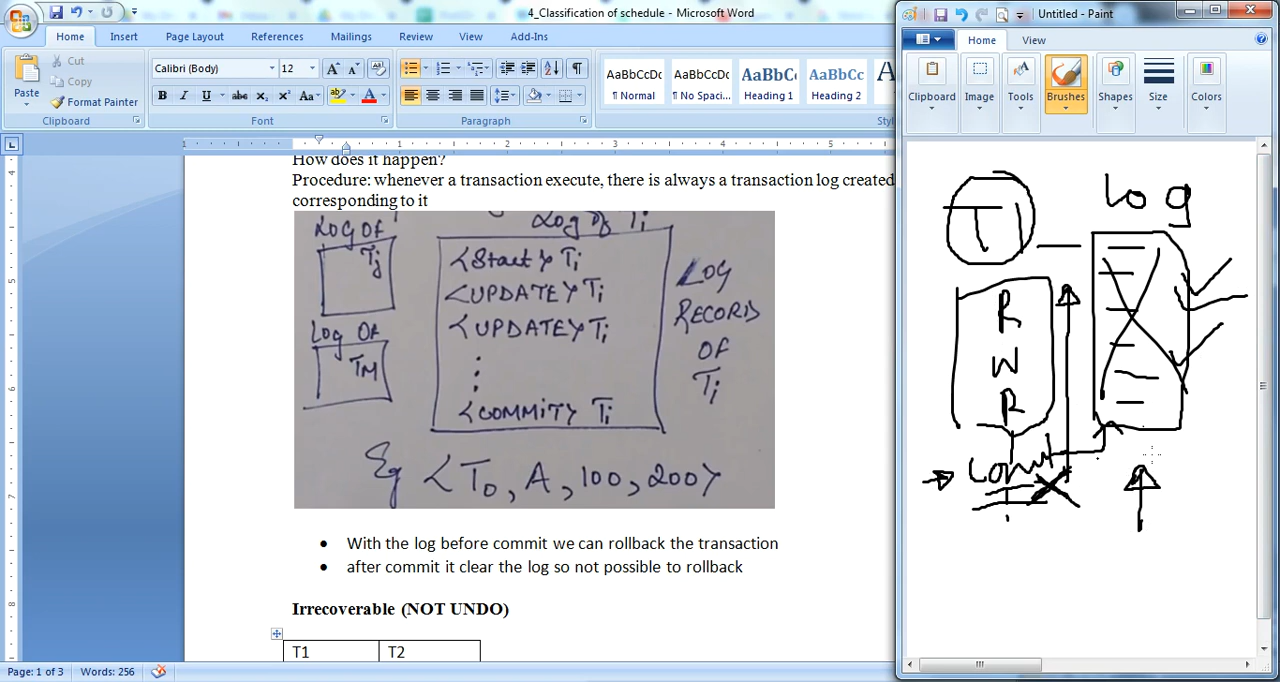 4_Classification of schedule - Microsoft Word
Home Insert Page Layout References Mailings Review View Add-Ins
Paste
Cut
Copy
Format Painter
Clipboard
Calibri (Body) 12
Font
Paragraph
AaBbCcDc AaBbCcDc AaBbCc AaBbCc
¶ Normal ¶ No Spaci... Heading 1 Heading 2
How does it happen?
Procedure: whenever a transaction execute, there is always a transaction log created
corresponding to it
Log of Ti
LOG OF
Tj
LOG OF
TM
<Start> Ti
<UPDATE> Ti
<UPDATE> Ti
<COMMIT> Ti
LOG
RECORD
OF
Ti
Eg < T0, A, 100, 200>
• With the log before commit we can rollback the transaction
• after commit it clear the log so not possible to rollback
Irrecoverable (NOT UNDO)
T1 T2
Page: 1 of 3 Words: 256
Untitled - Paint
Home View
Clipboard Image Tools Brushes Shapes Size Colors
T1
Log
R
W
R